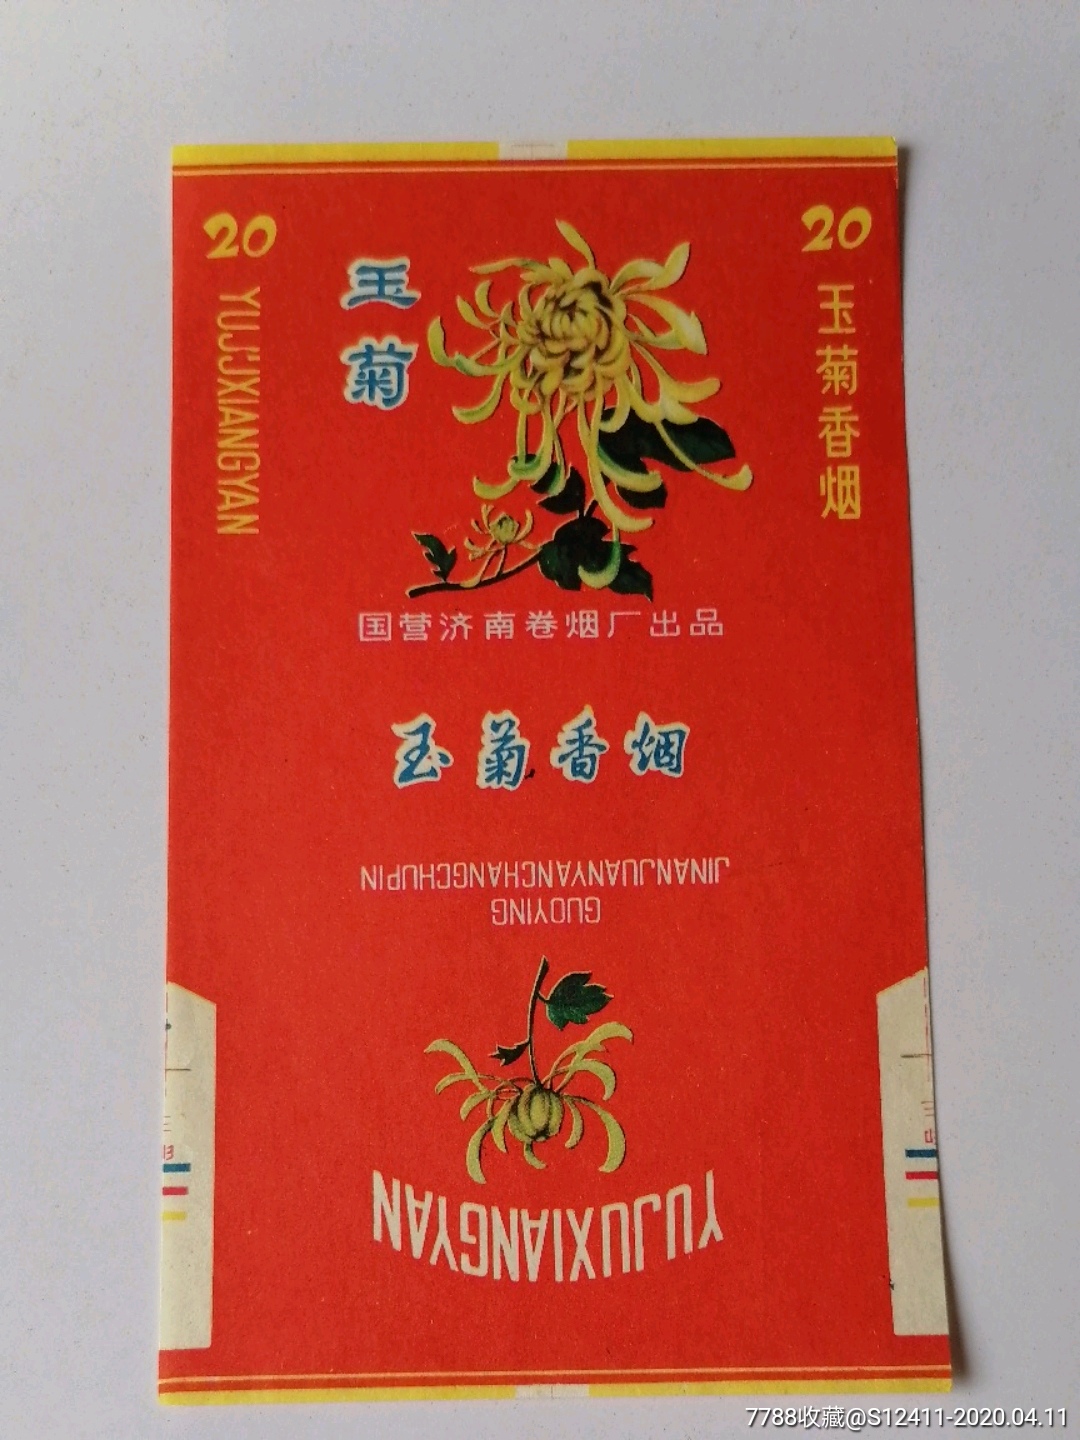 20
20
YUJUXIANGYAN
玉菊
玉菊香烟
国营济南卷烟厂出品
玉菊香烟
GUOYING
JINANJUANYANCHANGCHUPIN
YUJUXIANGYAN
7788收藏@S12411-2020.04.11